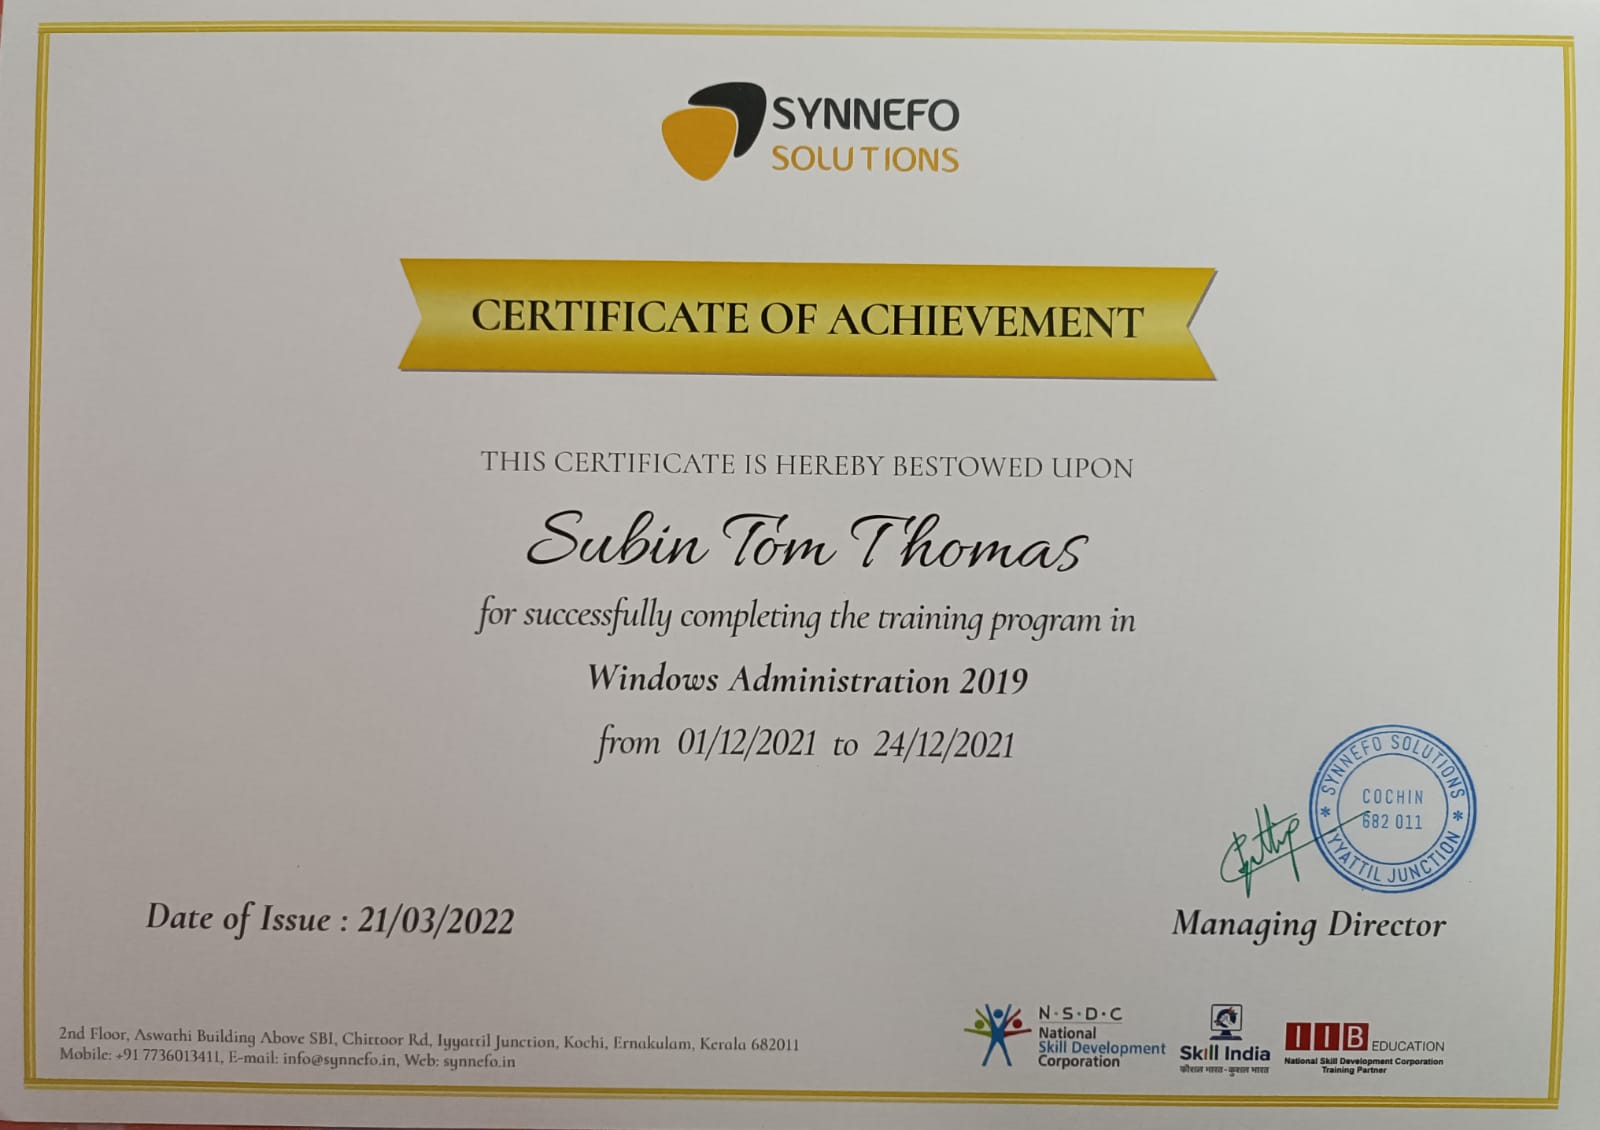 SYNNEFO
SOLUTIONS
CERTIFICATE OF ACHIEVEMENT
THIS CERTIFICATE IS HEREBY BESTOWED UPON
Subin Tom Thomas
for successfully completing the training program in
Windows Administration 2019
from 01/12/2021 to 24/12/2021
SYNNEFO SOLUTIONS
COCHIN
682 011
* IYYATTIL JUNCTION *
Date of Issue : 21/03/2022
Managing Director
2nd Floor, Aswathi Building Above SBI, Chittoor Rd, Iyyattil Junction, Kochi, Ernakulam, Kerala 682011
Mobile: +91 7736013411, E-mail: info@synnefo.in, Web: synnefo.in
N·S·D·C
National
Skill Development
Corporation
Skill India
कौशल भारत-कुशल भारत
IIB EDUCATION
National Skill Development Corporation
Training Partner